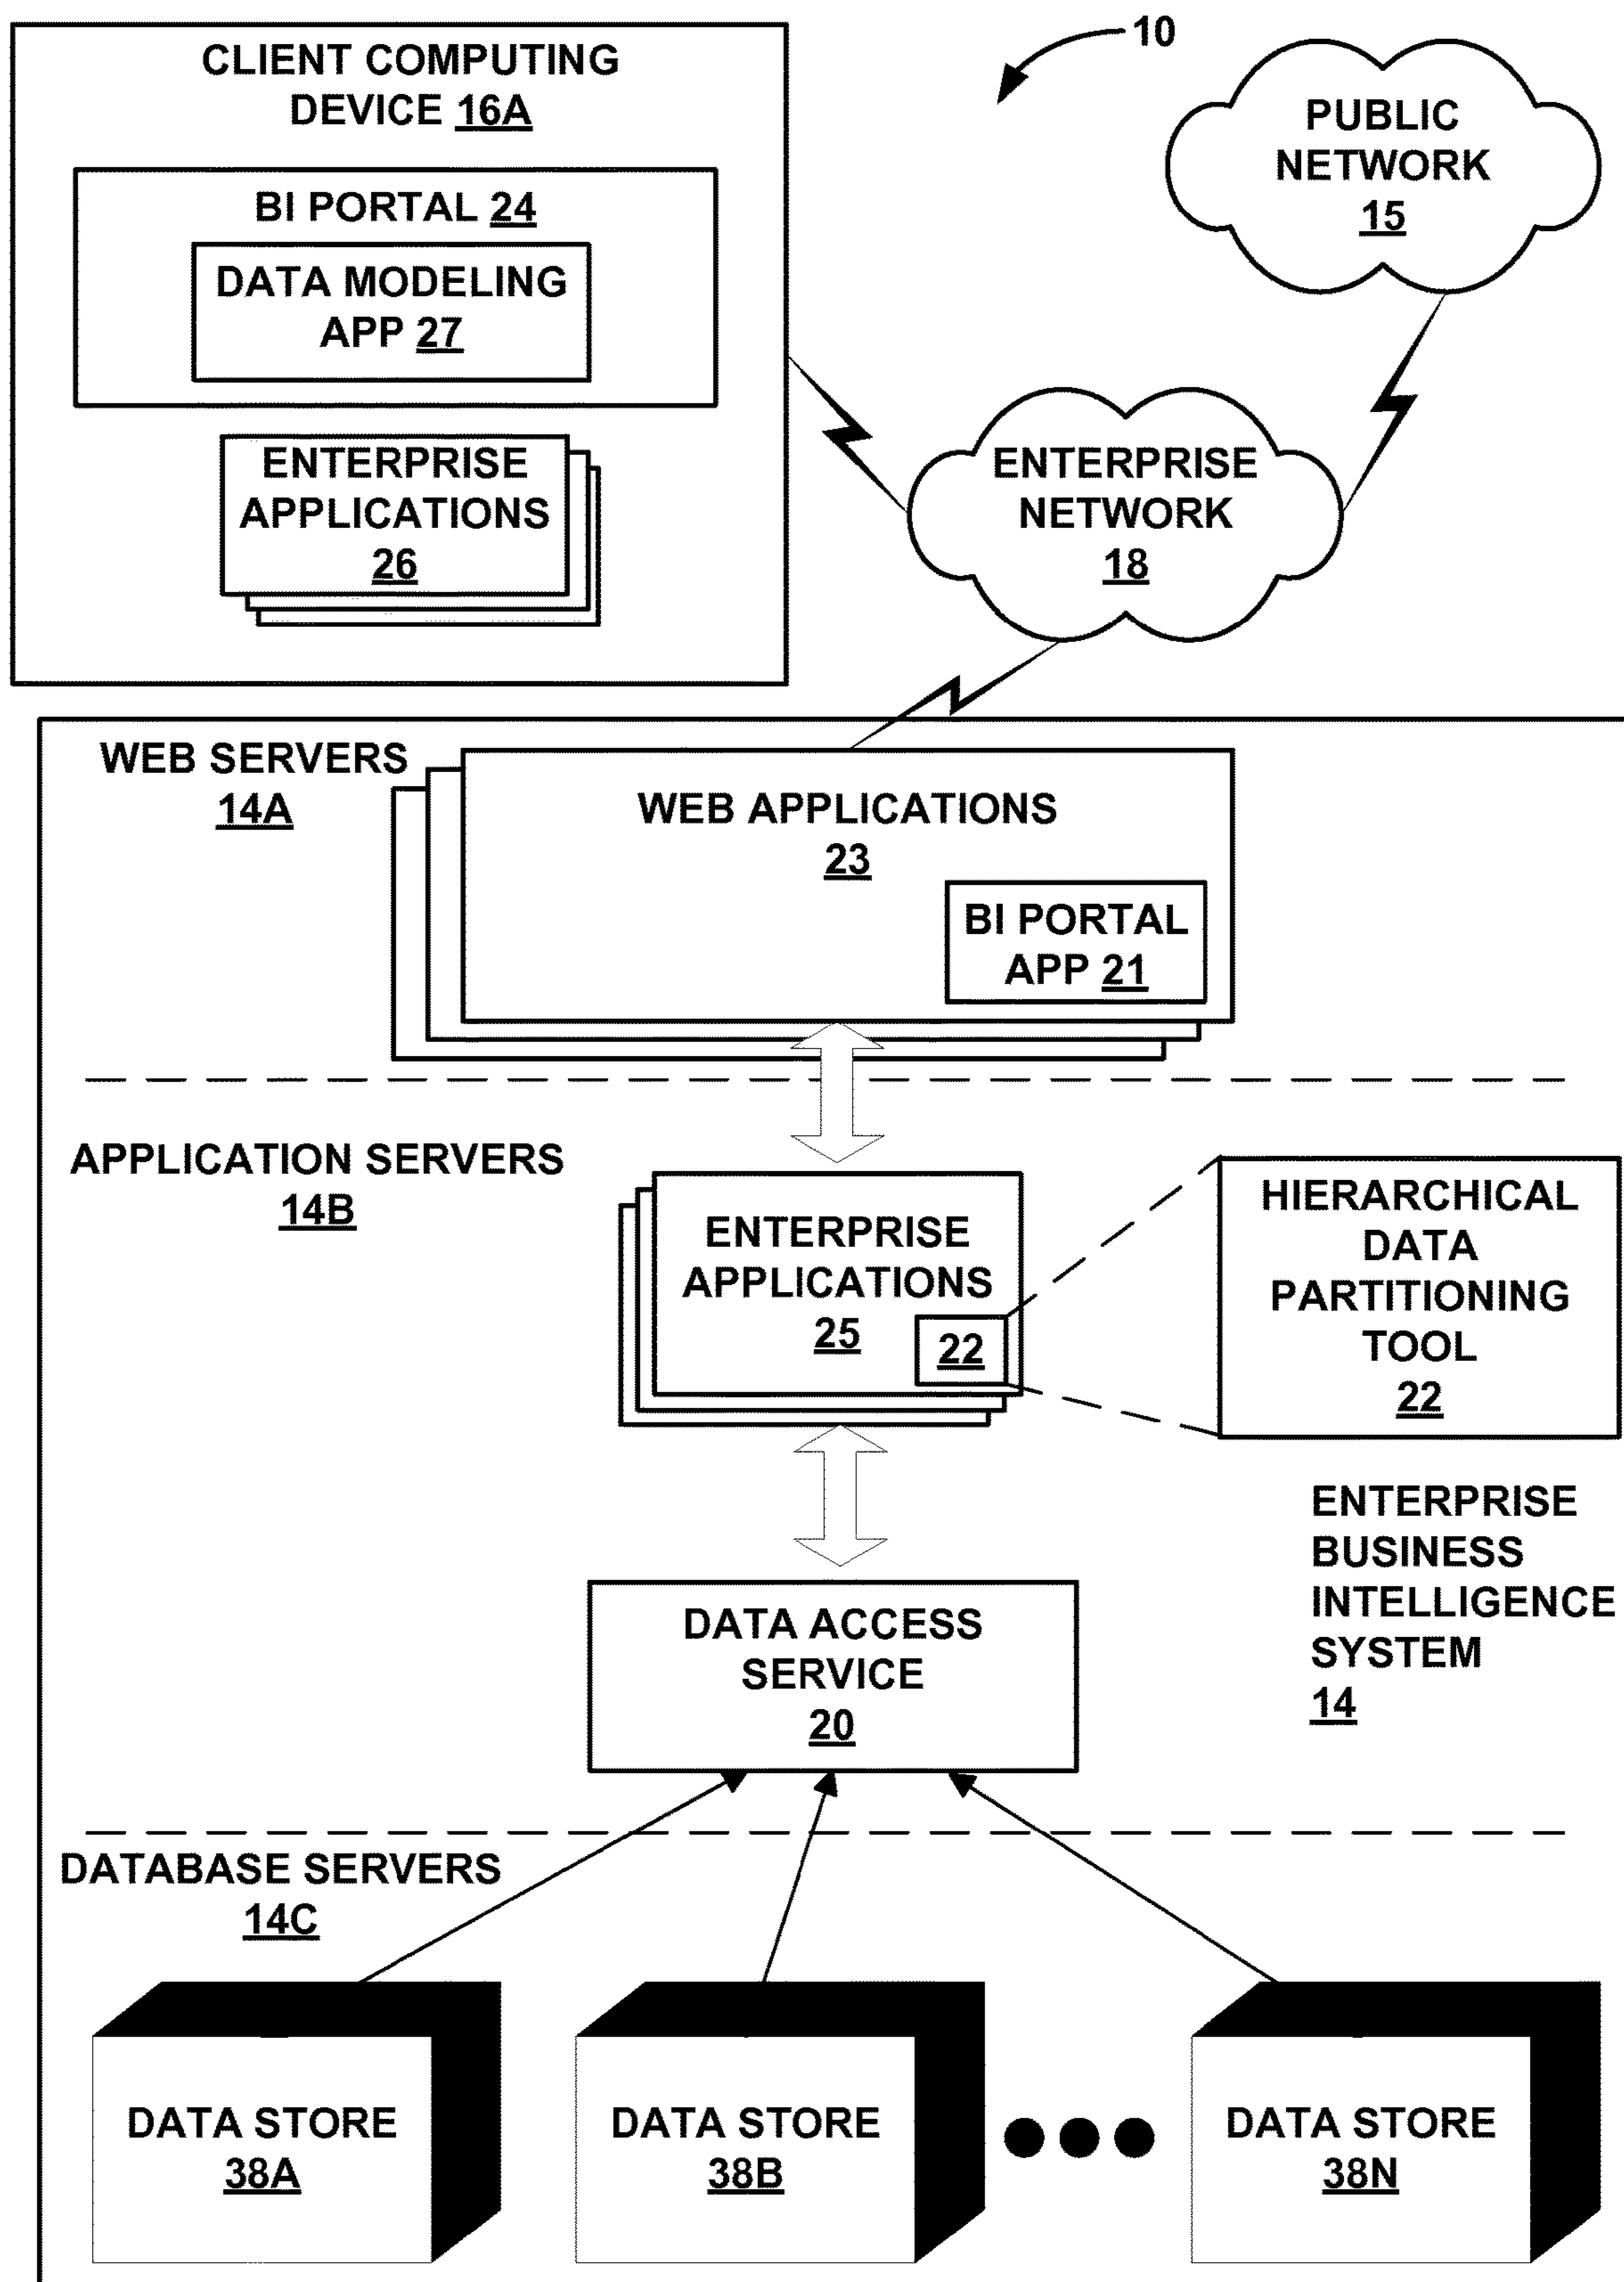 10
CLIENT COMPUTING
DEVICE 16A
BI PORTAL 24
DATA MODELING
APP 27
ENTERPRISE
APPLICATIONS
26
PUBLIC
NETWORK
15
ENTERPRISE
NETWORK
18
WEB SERVERS
14A
WEB APPLICATIONS
23
BI PORTAL
APP 21
APPLICATION SERVERS
14B
ENTERPRISE
APPLICATIONS
25
22
HIERARCHICAL
DATA
PARTITIONING
TOOL
22
ENTERPRISE
BUSINESS
INTELLIGENCE
SYSTEM
14
DATA ACCESS
SERVICE
20
DATABASE SERVERS
14C
DATA STORE
38A
DATA STORE
38B
DATA STORE
38N